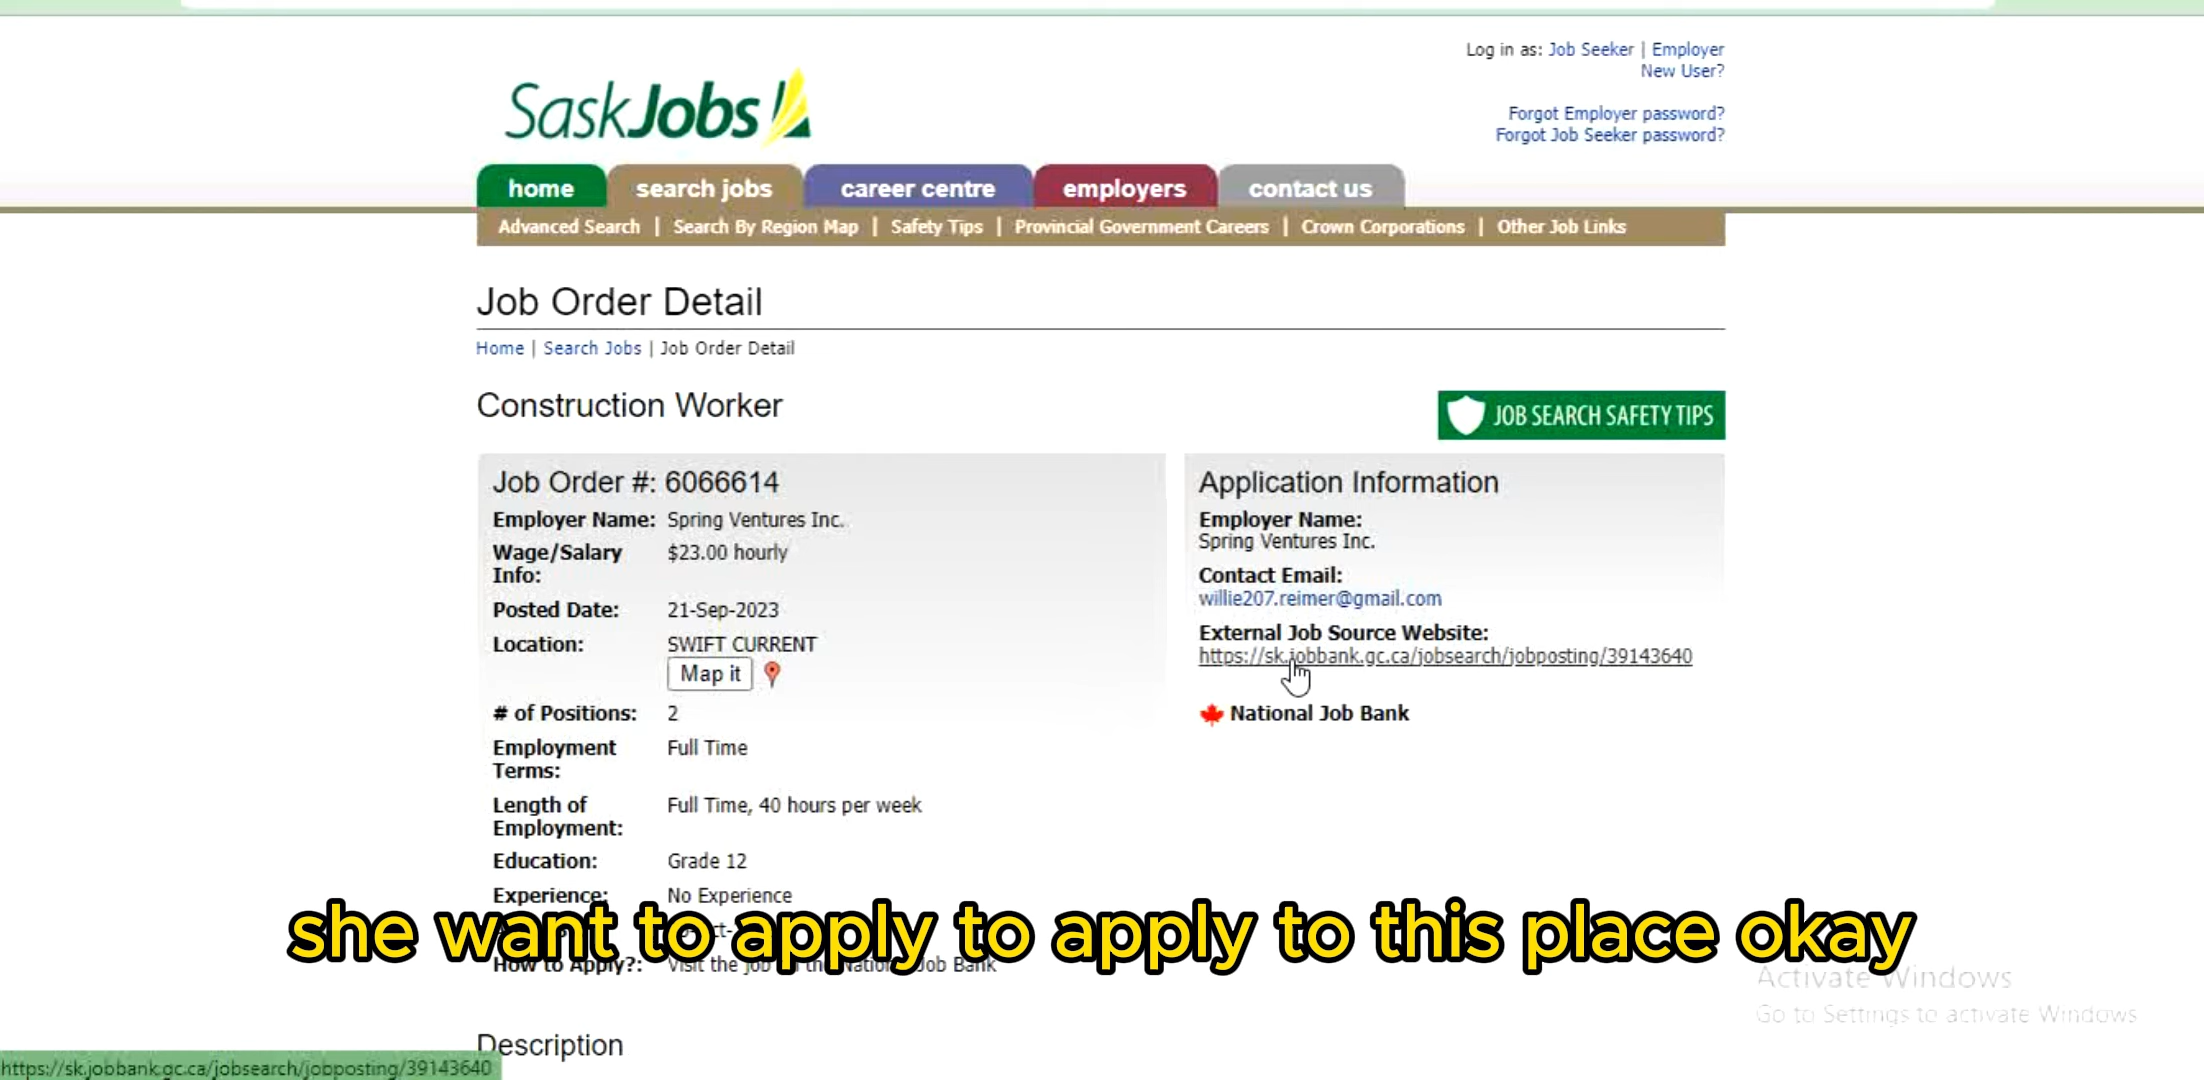 Log in as: Job Seeker | Employer
New User?
SaskJobs
Forgot Employer password?
Forgot Job Seeker password?
home search jobs career centre employers contact us
Advanced Search | Search By Region Map | Safety Tips | Provincial Government Careers | Crown Corporations | Other Job Links
Job Order Detail
Home | Search Jobs | Job Order Detail
Construction Worker
JOB SEARCH SAFETY TIPS
Job Order #: 6066614
Employer Name: Spring Ventures Inc.
Wage/Salary Info: $23.00 hourly
Posted Date: 21-Sep-2023
Location: SWIFT CURRENT
Map it
# of Positions: 2
Employment Terms: Full Time
Length of Employment: Full Time, 40 hours per week
Education: Grade 12
Experience: No Experience
How to Apply?: Visit the job on the National Job Bank
Application Information
Employer Name:
Spring Ventures Inc.
Contact Email:
willie207.reimer@gmail.com
External Job Source Website:
https://sk.jobbank.gc.ca/jobsearch/jobposting/39143640
National Job Bank
she want to apply to apply to this place okay
Activate Windows
Go to Settings to activate Windows
Description
https://sk.jobbank.gc.ca/jobsearch/jobposting/39143640